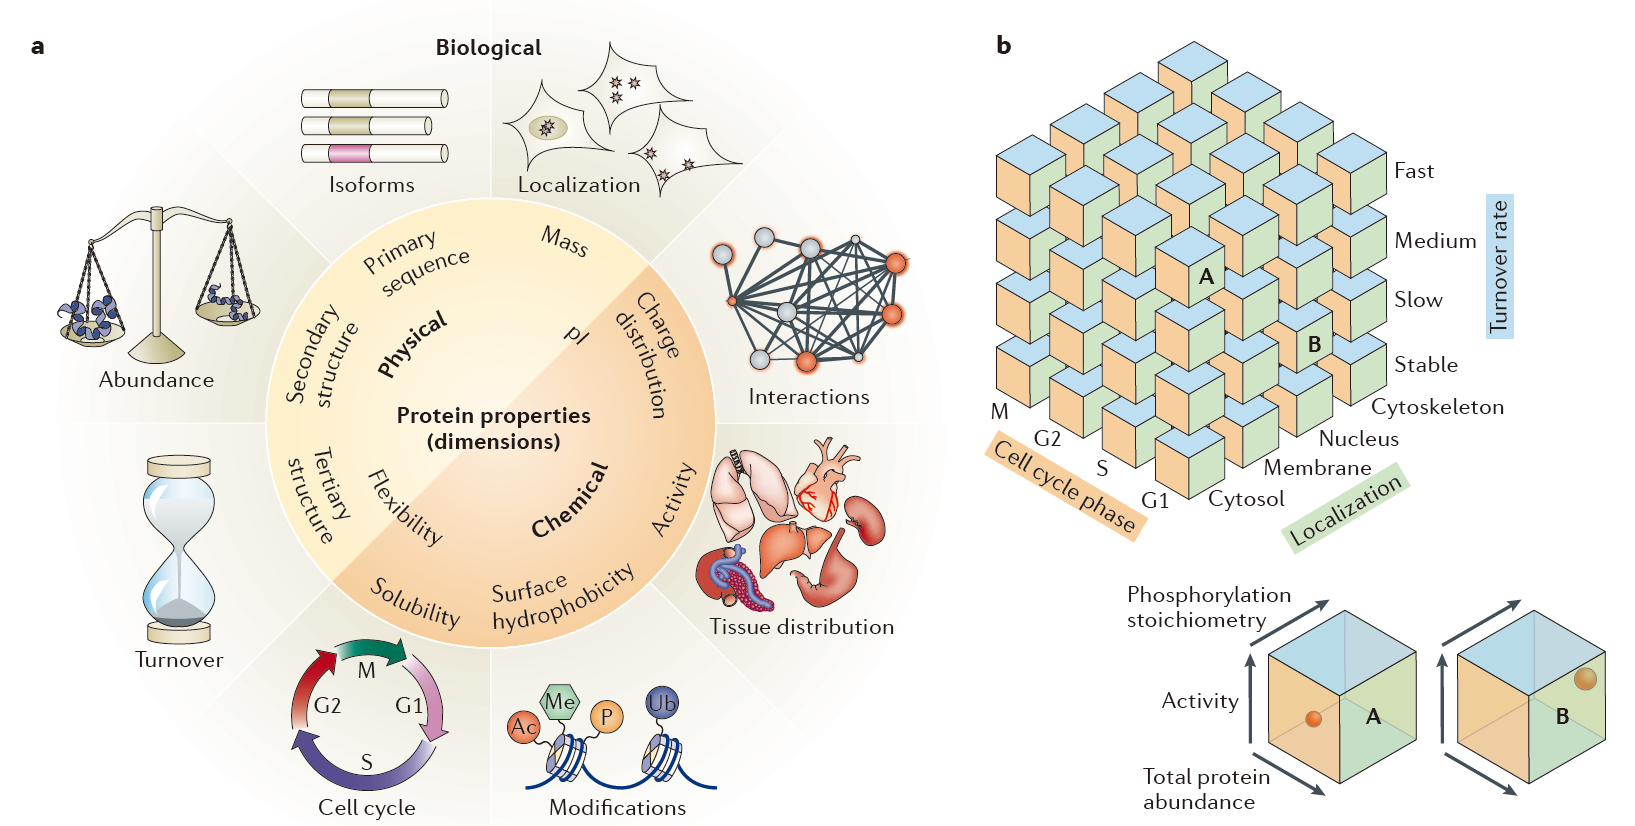 a
Biological
Isoforms
Localization
Abundance
Interactions
Turnover
Tissue distribution
M
G2
G1
S
Cell cycle
Ac
Me
P
Ub
Modifications
Primary
sequence
Mass
Secondary
structure
Physical
pI
Charge
distribution
Protein properties
(dimensions)
Tertiary
structure
Flexibility
Chemical
Activity
Solubility
Surface
hydrophobicity
b
A
B
Fast
Medium
Slow
Stable
Turnover rate
M
G2
S
G1
Cell cycle phase
Cytoskeleton
Nucleus
Membrane
Cytosol
Localization
Phosphorylation
stoichiometry
Activity
Total protein
abundance
A
B